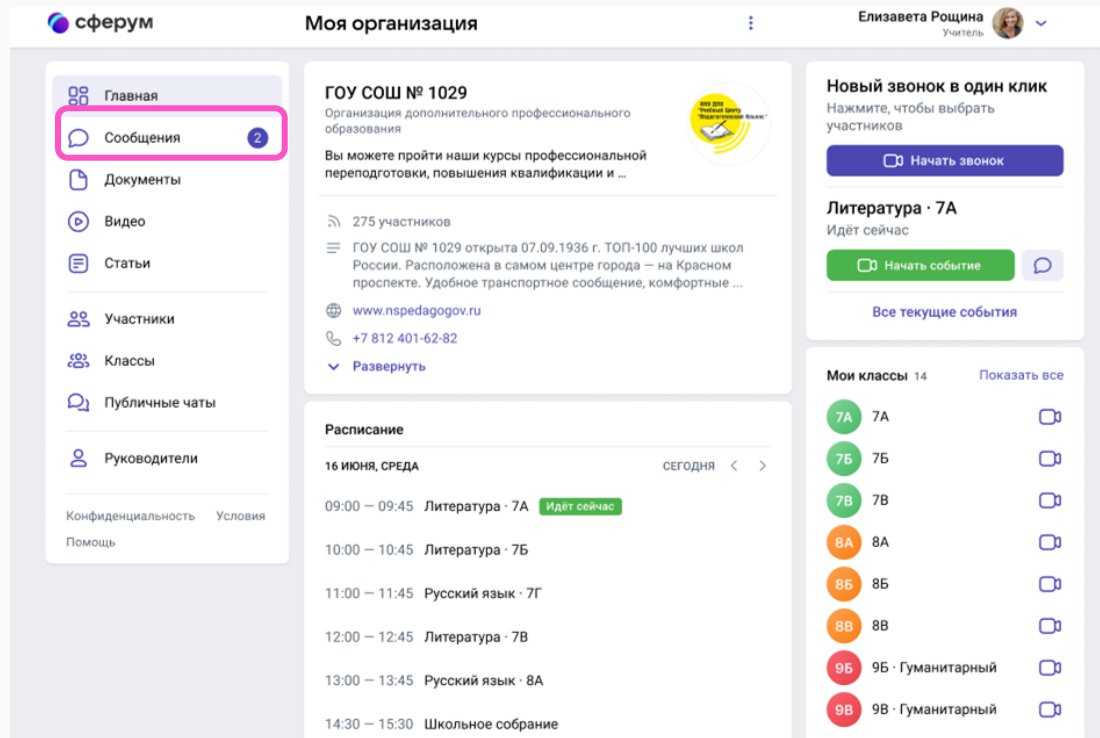 сферум
Моя организация
Елизавета Рощина
Учитель
Главная
Сообщения 2
Документы
Видео
Статьи
Участники
Классы
Публичные чаты
Руководители
Конфиденциальность Условия
Помощь
ГОУ СОШ № 1029
Организация дополнительного профессионального
образования
Вы можете пройти наши курсы профессиональной
переподготовки, повышения квалификации и ...
275 участников
ГОУ СОШ № 1029 открыта 07.09.1936 г. ТОП-100 лучших школ
России. Расположена в самом центре города — на Красном
проспекте. Удобное транспортное сообщение, комфортные ...
www.nspedagogov.ru
+7 812 401-62-82
Развернуть
Расписание
16 ИЮНЯ, СРЕДА СЕГОДНЯ
09:00 — 09:45 Литература · 7А Идёт сейчас
10:00 — 10:45 Литература · 7Б
11:00 — 11:45 Русский язык · 7Г
12:00 — 12:45 Литература · 7В
13:00 — 13:45 Русский язык · 8А
14:30 — 15:30 Школьное собрание
Новый звонок в один клик
Нажмите, чтобы выбрать
участников
Начать звонок
Литература · 7А
Идёт сейчас
Начать событие
Все текущие события
Мои классы 14 Показать все
7А 7А
7Б 7Б
7В 7В
8А 8А
8Б 8Б
8В 8В
9Б 9Б · Гуманитарный
9В 9В · Гуманитарный